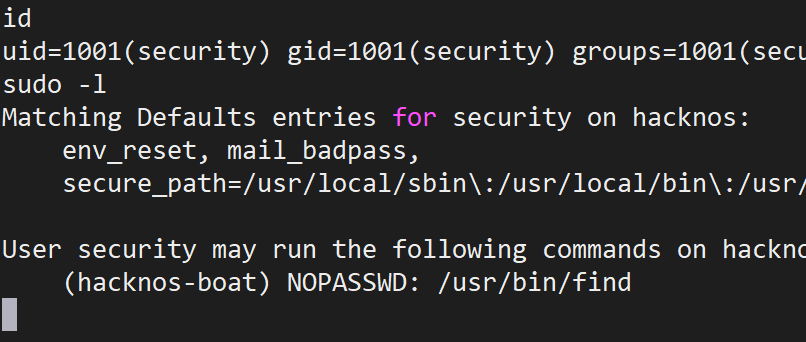 id
uid=1001(security) gid=1001(security) groups=1001(secu
sudo -l
Matching Defaults entries for security on hacknos:
env_reset, mail_badpass,
secure_path=/usr/local/sbin\:/usr/local/bin\:/usr/
User security may run the following commands on hackno
(hacknos-boat) NOPASSWD: /usr/bin/find